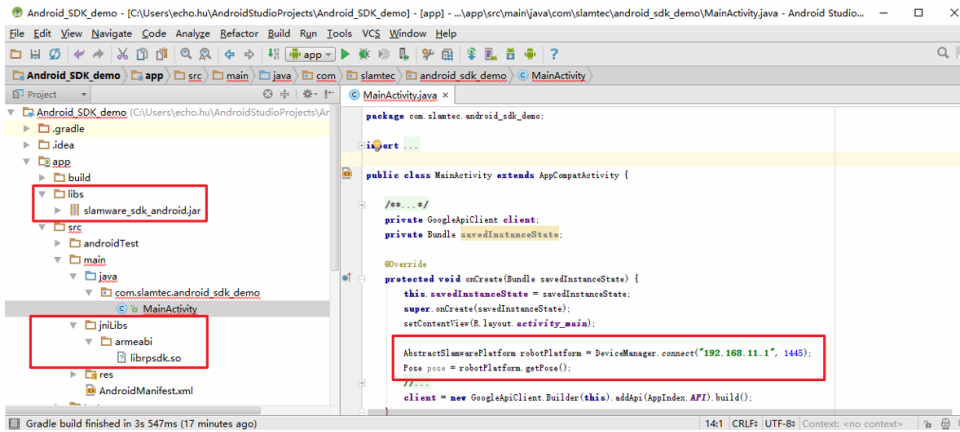 Android_SDK_demo - [C:\Users\echo.hu\AndroidStudioProjects\Android_SDK_demo] - [app] - ...\app\src\main\java\com\slamtec\android_sdk_demo\MainActivity.java - Android Studio...
File Edit View Navigate Code Analyze Refactor Build Run Tools VCS Window Help
app
Android_SDK_demo app src main java com slamtec android_sdk_demo MainActivity
Project
MainActivity.java ×
Android_SDK_demo (C:\Users\echo.hu\AndroidStudioProjects\Ar
.gradle
.idea
app
build
libs
slamware_sdk_android.jar
src
androidTest
main
java
com.slamtec.android_sdk_demo
MainActivity
jniLibs
armeabi
librpsdk.so
res
AndroidManifest.xml
package com.slamtec.android_sdk_demo;
import ...
public class MainActivity extends AppCompatActivity {
/**...*/
private GoogleApiClient client;
private Bundle savedInstanceState;
@Override
protected void onCreate(Bundle savedInstanceState) {
this.savedInstanceState = savedInstanceState;
super.onCreate(savedInstanceState);
setContentView(R.layout.activity_main);
AbstractSlamwarePlatform robotPlatform = DeviceManager.connect("192.168.11.1", 1445);
Pose pose = robotPlatform.getPose();
//...
client = new GoogleApiClient.Builder(this).addApi(AppIndex.API).build();
}
Gradle build finished in 3s 547ms (17 minutes ago)
14:1 CRLF UTF-8 Context: <no context>